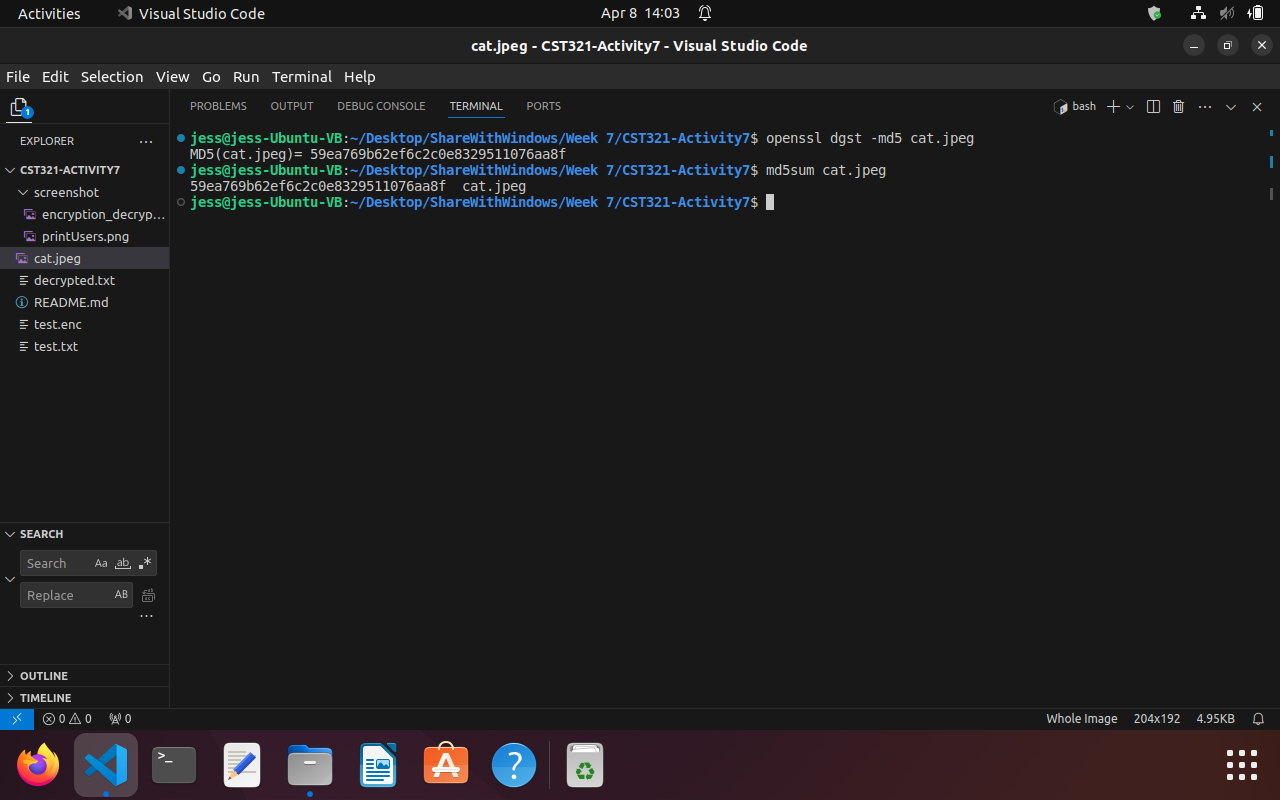 Activities Visual Studio Code Apr 8 14:03
cat.jpeg - CST321-Activity7 - Visual Studio Code
File Edit Selection View Go Run Terminal Help
1
PROBLEMS OUTPUT DEBUG CONSOLE TERMINAL PORTS bash
EXPLORER
CST321-ACTIVITY7
screenshot
encryption_decryp...
printUsers.png
cat.jpeg
decrypted.txt
README.md
test.enc
test.txt
jess@jess-Ubuntu-VB:~/Desktop/ShareWithWindows/Week 7/CST321-Activity7$ openssl dgst -md5 cat.jpeg
MD5(cat.jpeg)= 59ea769b62ef6c2c0e8329511076aa8f
jess@jess-Ubuntu-VB:~/Desktop/ShareWithWindows/Week 7/CST321-Activity7$ md5sum cat.jpeg
59ea769b62ef6c2c0e8329511076aa8f  cat.jpeg
jess@jess-Ubuntu-VB:~/Desktop/ShareWithWindows/Week 7/CST321-Activity7$
SEARCH
Search Aa ab .*
Replace AB
OUTLINE
TIMELINE
0 0 0 Whole Image 204x192 4.95KB